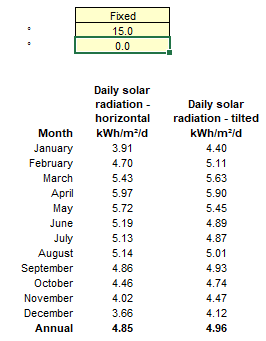 Fixed
° 15.0
° 0.0
Daily solar
radiation - Daily solar
horizontal radiation - tilted
Month kWh/m²/d kWh/m²/d
January 3.91 4.40
February 4.70 5.11
March 5.43 5.63
April 5.97 5.90
May 5.72 5.45
June 5.19 4.89
July 5.13 4.87
August 5.14 5.01
September 4.86 4.93
October 4.46 4.74
November 4.02 4.47
December 3.66 4.12
Annual 4.85 4.96